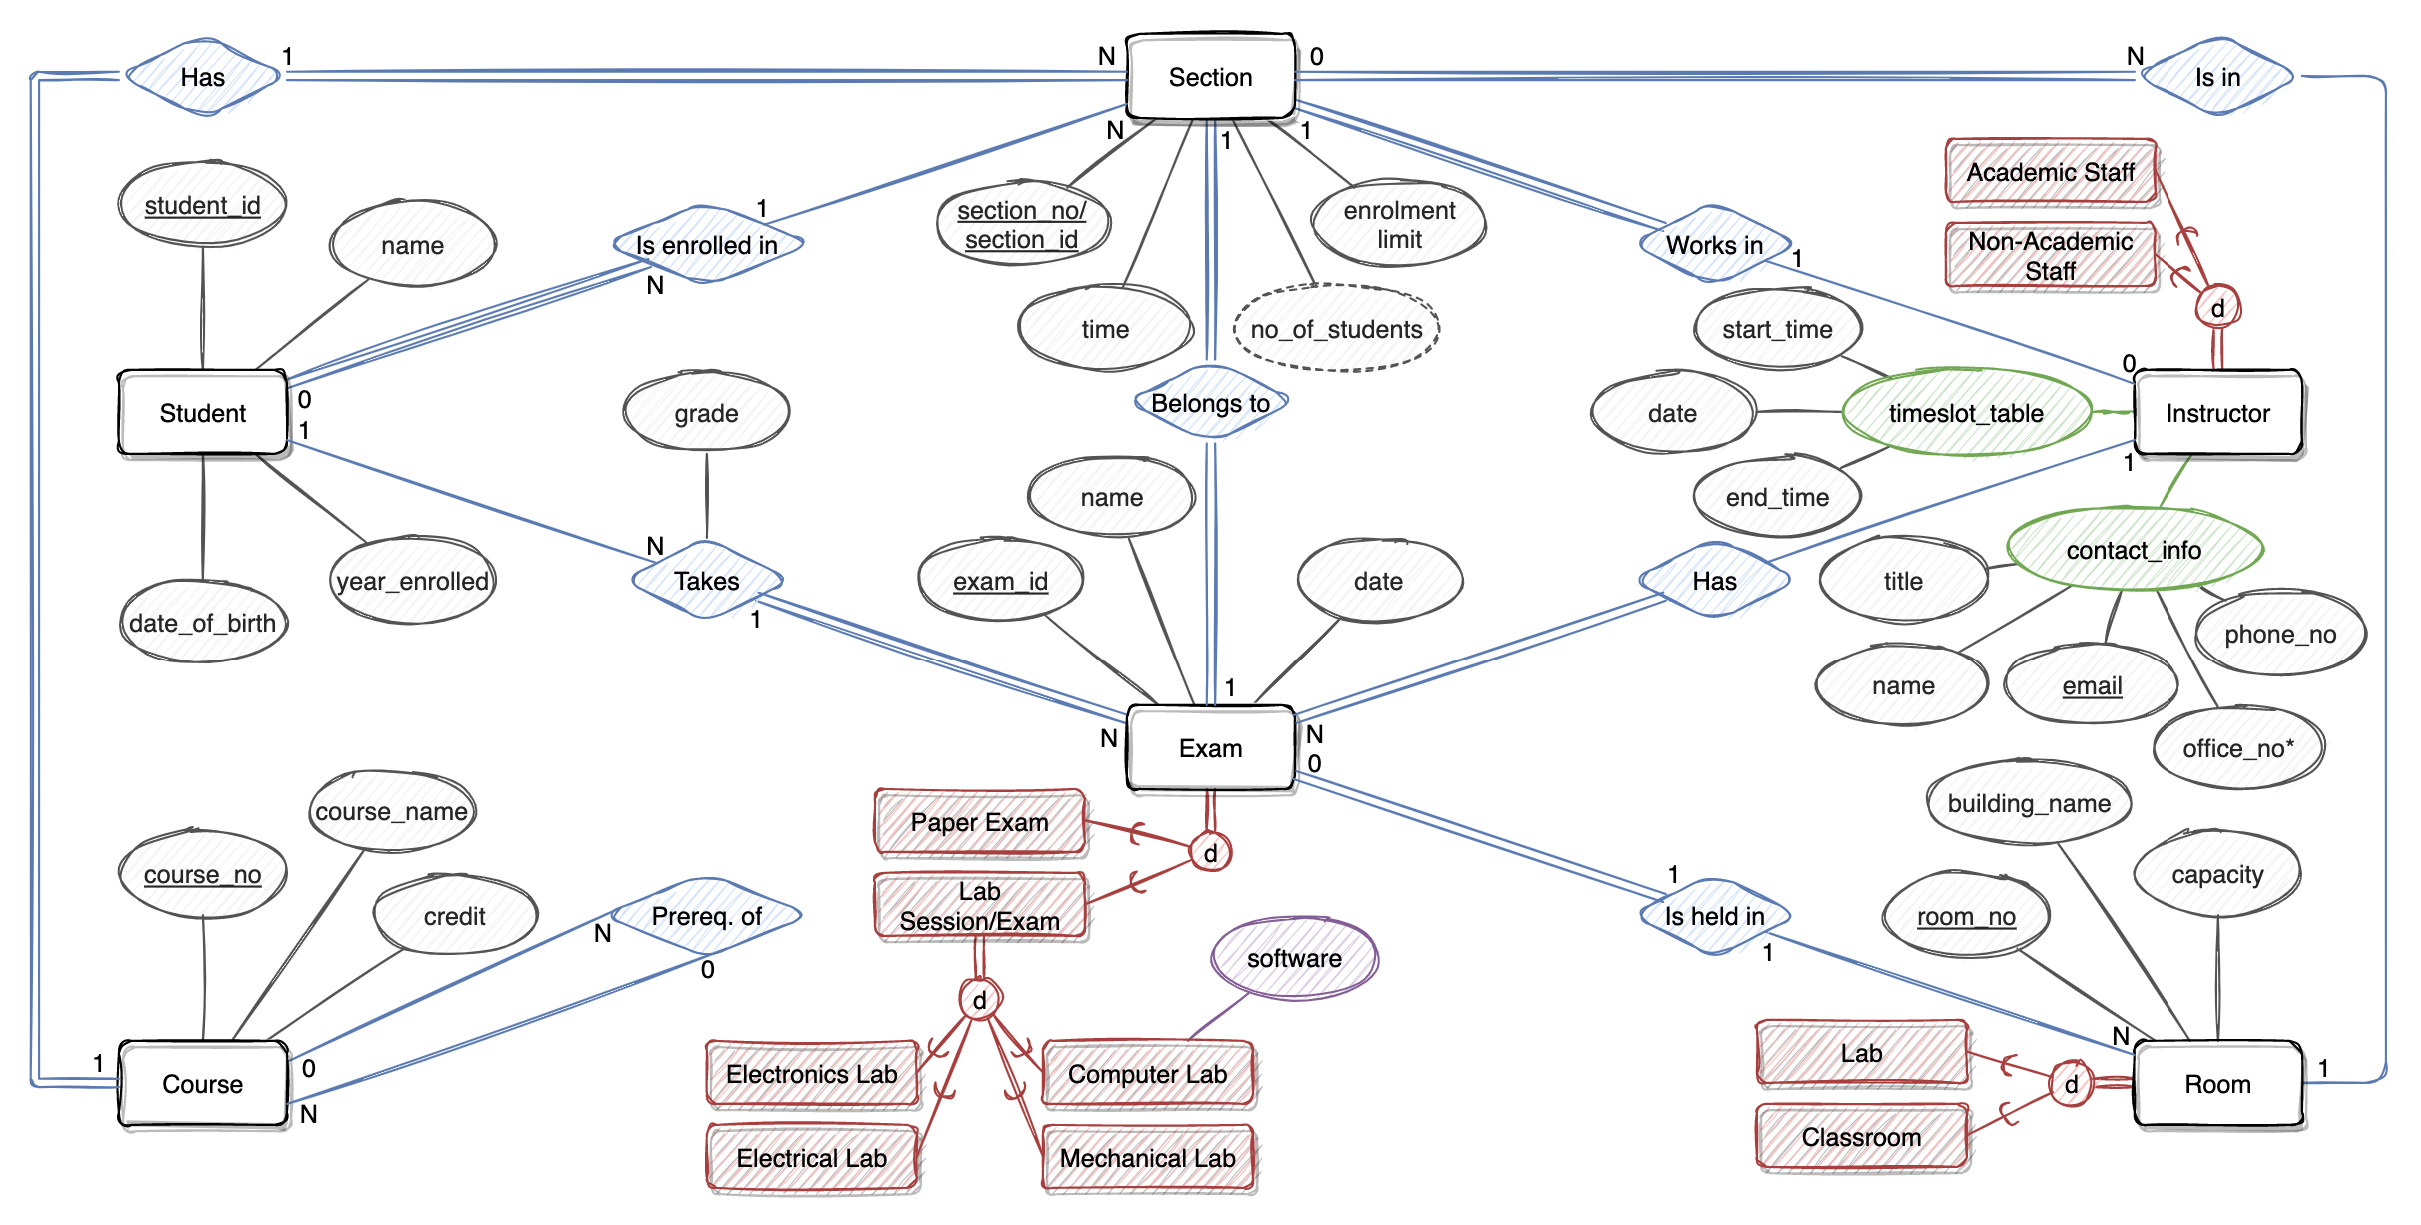 Has
1
N
Section
0
N
Is in
N
1
1
Academic Staff
student_id
name
1
Is enrolled in
N
section_no/
section_id
enrolment
limit
Works in
1
Non-Academic
Staff
d
time
no_of_students
start_time
0
Student
0
1
grade
Belongs to
date
timeslot_table
Instructor
1
name
end_time
N
Takes
1
exam_id
date
Has
contact_info
title
year_enrolled
date_of_birth
phone_no
name
email
office_no*
1
N
Exam
N
0
course_name
course_no
credit
Paper Exam
d
Lab
Session/Exam
building_name
capacity
room_no
1
Is held in
1
Prereq. of
N
0
software
d
1
Course
0
N
Electronics Lab
Computer Lab
Electrical Lab
Mechanical Lab
Lab
Classroom
d
N
Room
1